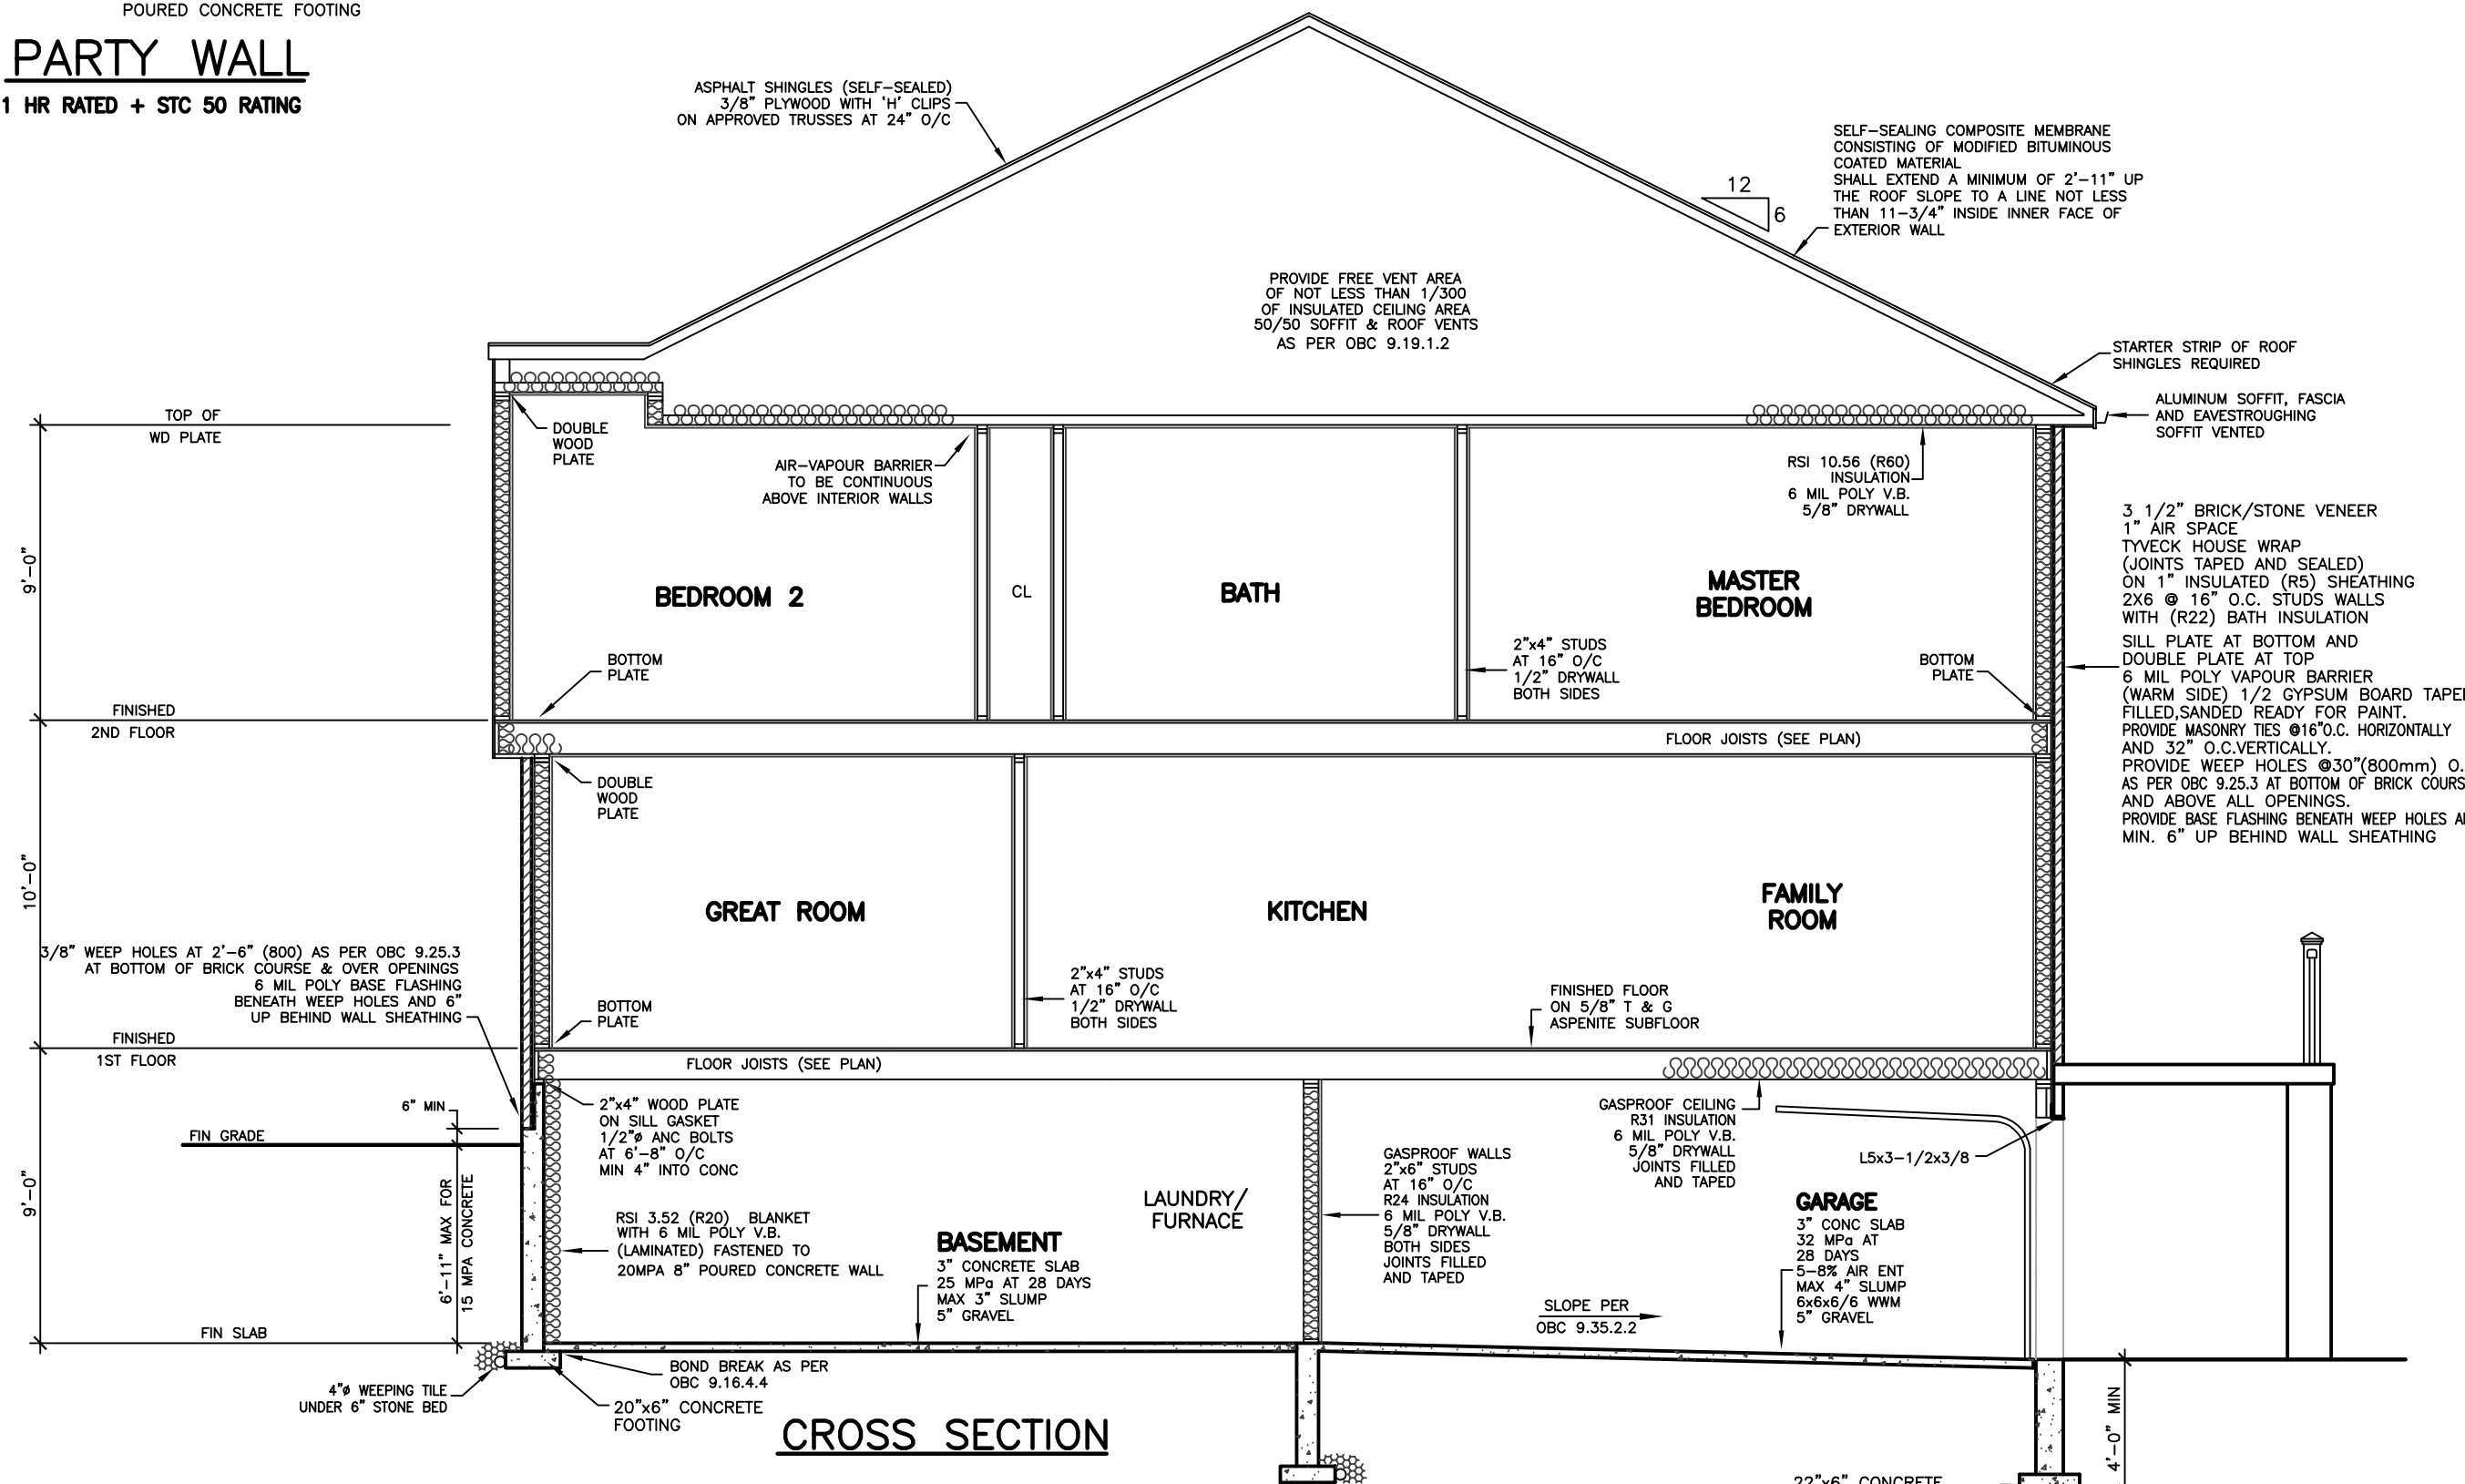 POURED CONCRETE FOOTING
PARTY WALL
1 HR RATED + STC 50 RATING
ASPHALT SHINGLES (SELF-SEALED)
3/8" PLYWOOD WITH 'H' CLIPS
ON APPROVED TRUSSES AT 24" O/C
SELF-SEALING COMPOSITE MEMBRANE
CONSISTING OF MODIFIED BITUMINOUS
COATED MATERIAL
SHALL EXTEND A MINIMUM OF 2'-11" UP
THE ROOF SLOPE TO A LINE NOT LESS
THAN 11-3/4" INSIDE INNER FACE OF
EXTERIOR WALL
12
6
PROVIDE FREE VENT AREA
OF NOT LESS THAN 1/300
OF INSULATED CEILING AREA
50/50 SOFFIT & ROOF VENTS
AS PER OBC 9.19.1.2
STARTER STRIP OF ROOF
SHINGLES REQUIRED
ALUMINUM SOFFIT, FASCIA
AND EAVESTROUGHING
SOFFIT VENTED
TOP OF
WD PLATE
DOUBLE
WOOD
PLATE
AIR-VAPOUR BARRIER
TO BE CONTINUOUS
ABOVE INTERIOR WALLS
RSI 10.56 (R60)
INSULATION
6 MIL POLY V.B.
5/8" DRYWALL
3 1/2" BRICK/STONE VENEER
1" AIR SPACE
TYVECK HOUSE WRAP
(JOINTS TAPED AND SEALED)
ON 1" INSULATED (R5) SHEATHING
2X6 @ 16" O.C. STUDS WALLS
WITH (R22) BATH INSULATION
SILL PLATE AT BOTTOM AND
DOUBLE PLATE AT TOP
6 MIL POLY VAPOUR BARRIER
(WARM SIDE) 1/2 GYPSUM BOARD TAPE
FILLED,SANDED READY FOR PAINT.
PROVIDE MASONRY TIES @16"O.C. HORIZONTALLY
AND 32" O.C.VERTICALLY.
PROVIDE WEEP HOLES @30"(800mm) O.
AS PER OBC 9.25.3 AT BOTTOM OF BRICK COURS
AND ABOVE ALL OPENINGS.
PROVIDE BASE FLASHING BENEATH WEEP HOLES
MIN. 6" UP BEHIND WALL SHEATHING
9'-0"
BEDROOM 2
CL
BATH
MASTER
BEDROOM
BOTTOM
PLATE
2"x4" STUDS
AT 16" O/C
1/2" DRYWALL
BOTH SIDES
BOTTOM
PLATE
FINISHED
2ND FLOOR
FLOOR JOISTS (SEE PLAN)
DOUBLE
WOOD
PLATE
10'-0"
GREAT ROOM
KITCHEN
FAMILY
ROOM
3/8" WEEP HOLES AT 2'-6" (800) AS PER OBC 9.25.3
AT BOTTOM OF BRICK COURSE & OVER OPENINGS
6 MIL POLY BASE FLASHING
BENEATH WEEP HOLES AND 6"
UP BEHIND WALL SHEATHING
BOTTOM
PLATE
2"x4" STUDS
AT 16" O/C
1/2" DRYWALL
BOTH SIDES
FINISHED FLOOR
ON 5/8" T & G
ASPENITE SUBFLOOR
FINISHED
1ST FLOOR
FLOOR JOISTS (SEE PLAN)
6" MIN
FIN GRADE
2"x4" WOOD PLATE
ON SILL GASKET
1/2"ø ANC BOLTS
AT 6'-8" O/C
MIN 4" INTO CONC
GASPROOF CEILING
R31 INSULATION
6 MIL POLY V.B.
5/8" DRYWALL
JOINTS FILLED
AND TAPED
L5x3-1/2x3/8
GASPROOF WALLS
2"x6" STUDS
AT 16" O/C
R24 INSULATION
6 MIL POLY V.B.
5/8" DRYWALL
BOTH SIDES
JOINTS FILLED
AND TAPED
9'-0"
6'-11" MAX FOR
15 MPA CONCRETE
RSI 3.52 (R20) BLANKET
WITH 6 MIL POLY V.B.
(LAMINATED) FASTENED TO
20MPA 8" POURED CONCRETE WALL
LAUNDRY/
FURNACE
BASEMENT
3" CONCRETE SLAB
25 MPa AT 28 DAYS
MAX 3" SLUMP
5" GRAVEL
GARAGE
3" CONC SLAB
32 MPa AT
28 DAYS
5-8% AIR ENT
MAX 4" SLUMP
6x6x6/6 WWM
5" GRAVEL
SLOPE PER
OBC 9.35.2.2
FIN SLAB
BOND BREAK AS PER
OBC 9.16.4.4
4"ø WEEPING TILE
UNDER 6" STONE BED
20"x6" CONCRETE
FOOTING
CROSS SECTION
4'-0" MIN
22"x6" CONCRETE